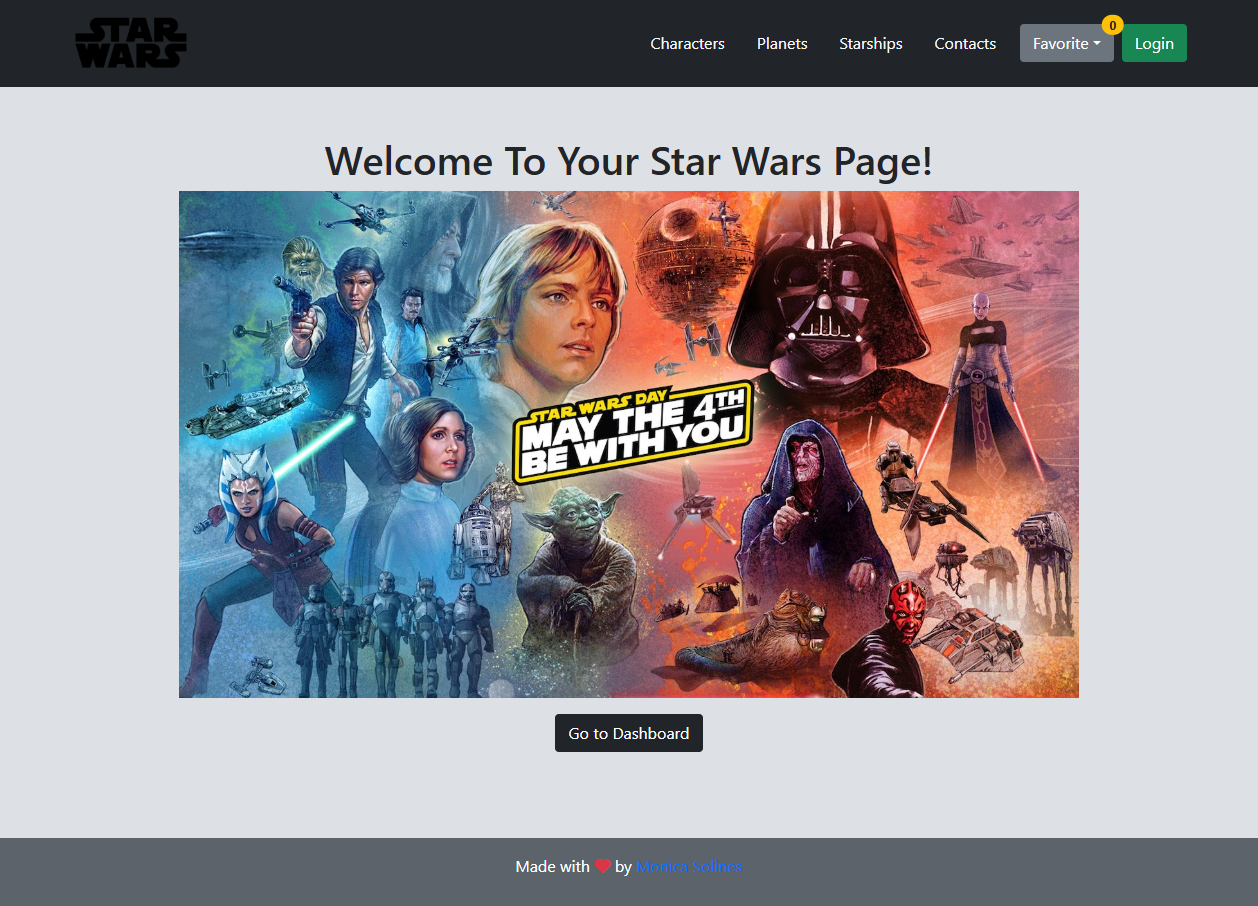 STAR
WARS
Characters
Planets
Starships
Contacts
Favorite
0
Login
Welcome To Your Star Wars Page!
STAR WARS DAY
MAY THE 4TH
BE WITH YOU
Go to Dashboard
Made with ❤ by Monica Solines